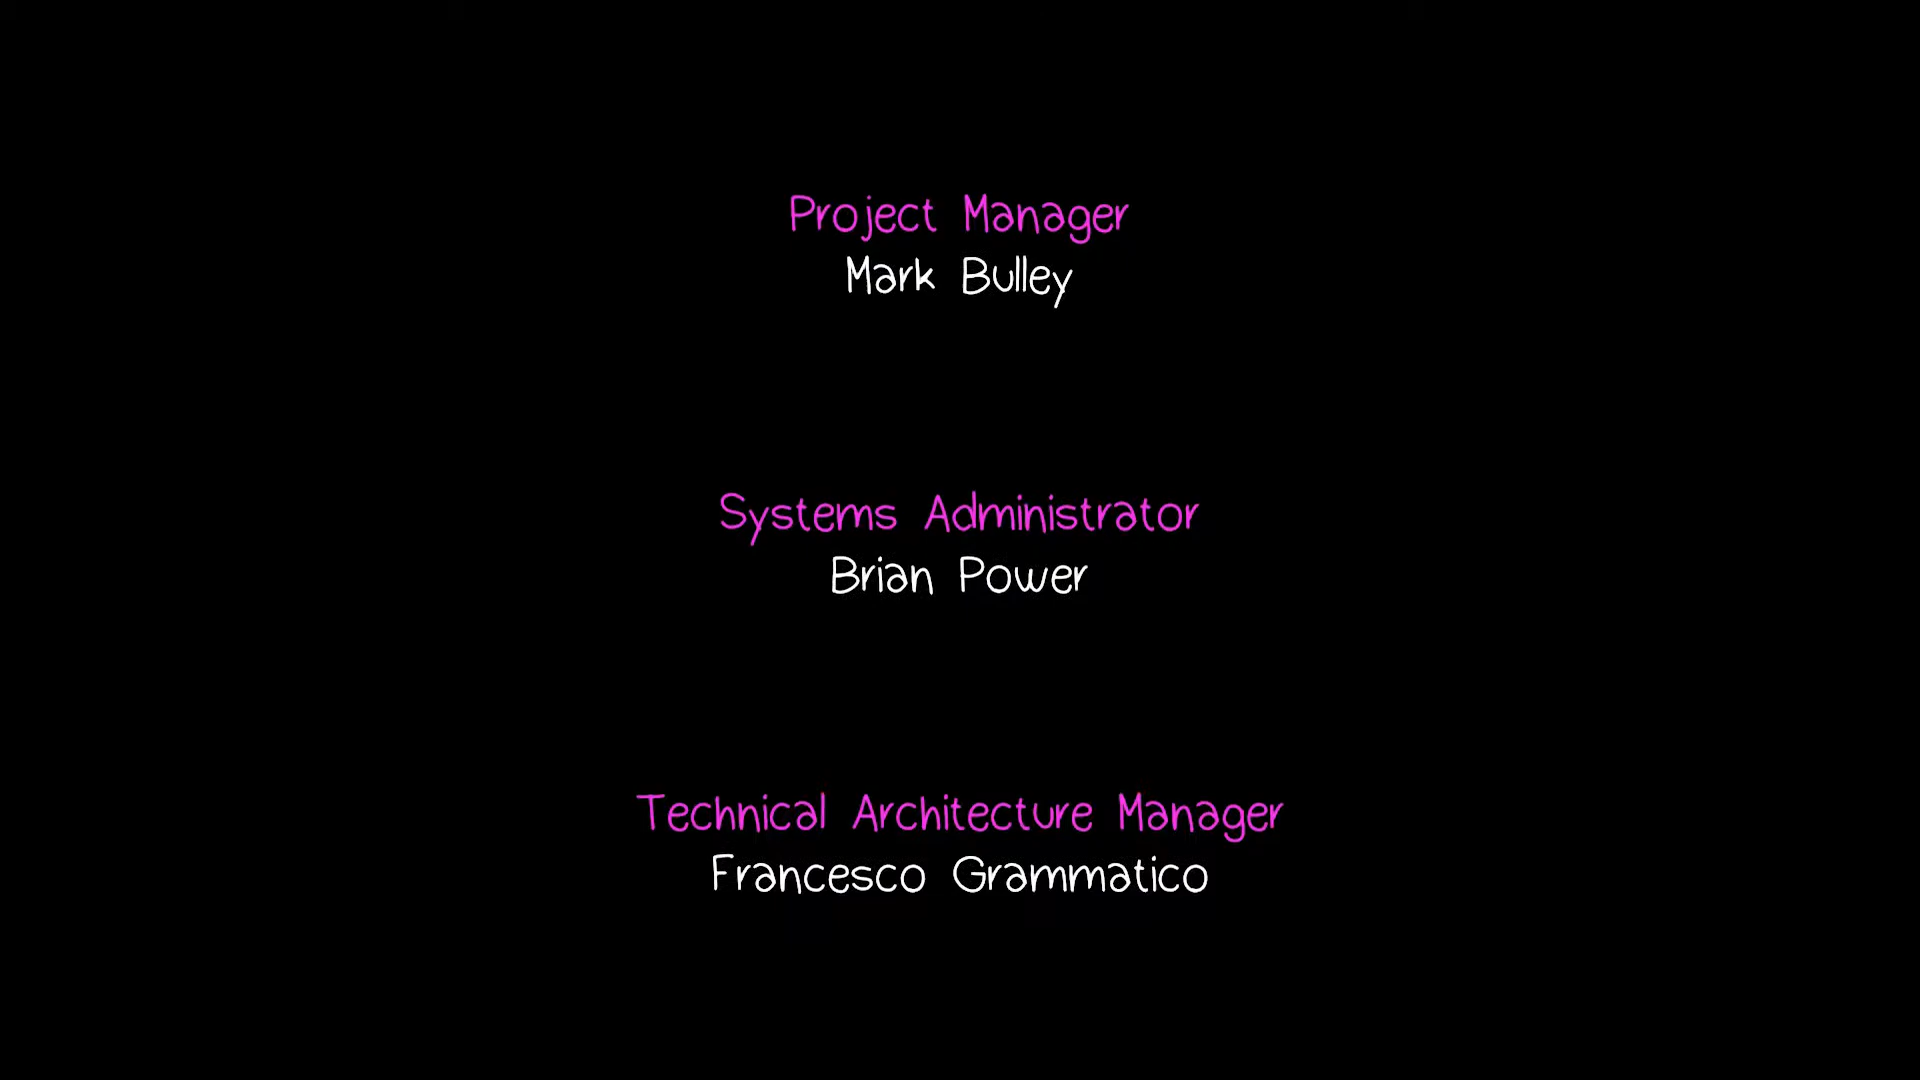 Project Manager
Mark Bulley
Systems Administrator
Brian Power
Technical Architecture Manager
Francesco Grammatico